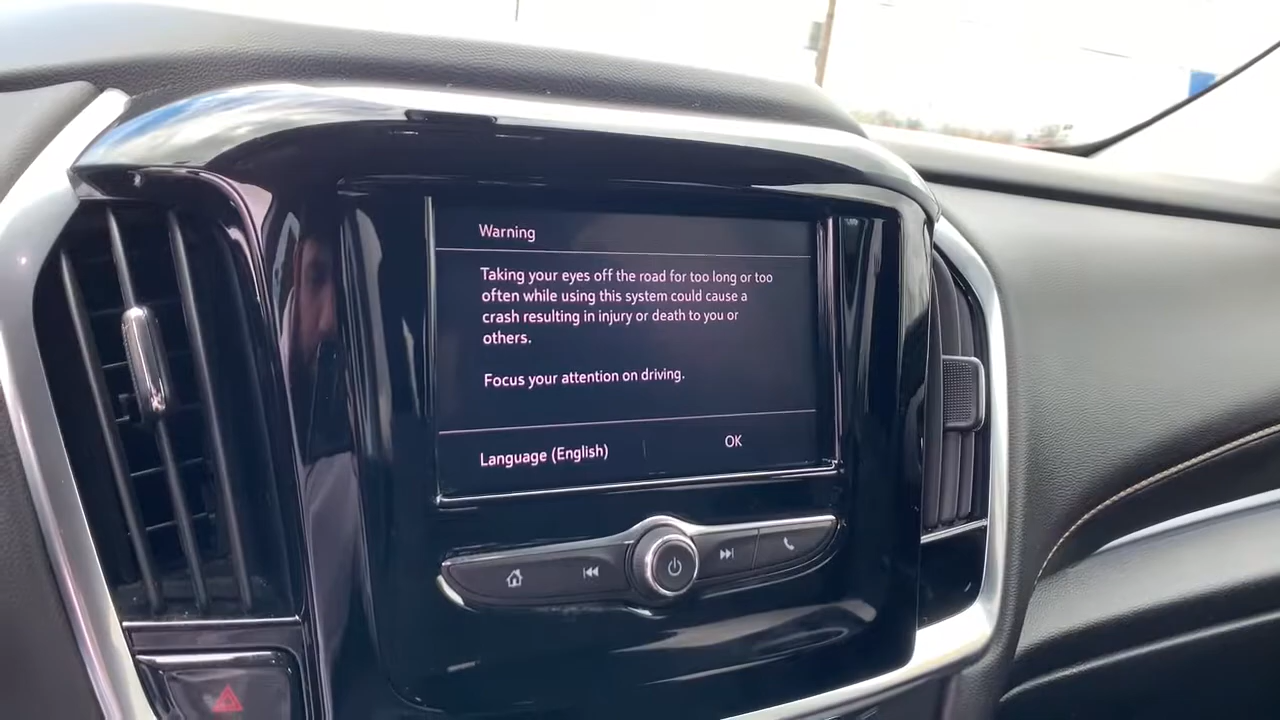 Warning
Taking your eyes off the road for too long or too
often while using this system could cause a
crash resulting in injury or death to you or
others.
Focus your attention on driving.
Language (English)
OK